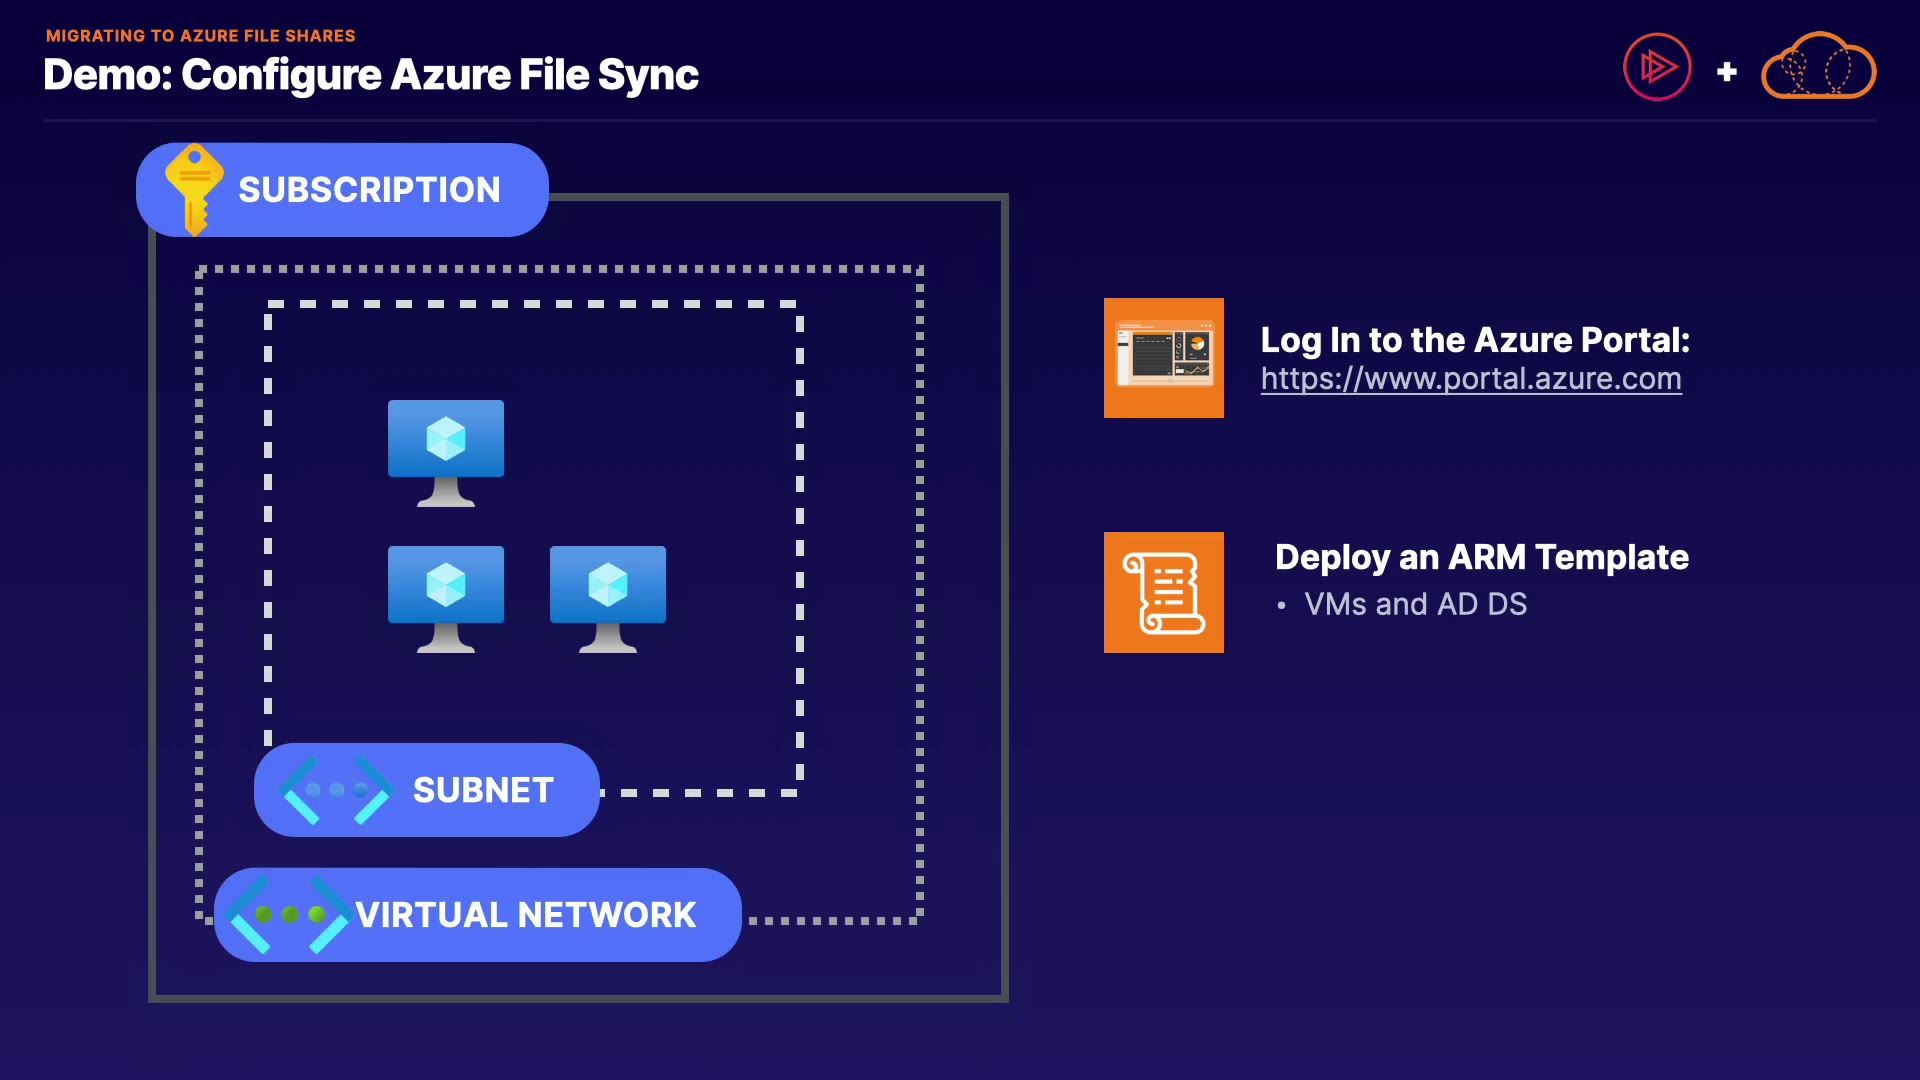 MIGRATING TO AZURE FILE SHARES
Demo: Configure Azure File Sync
+
SUBSCRIPTION
SUBNET
VIRTUAL NETWORK
Log In to the Azure Portal:
https://www.portal.azure.com
Deploy an ARM Template
• VMs and AD DS